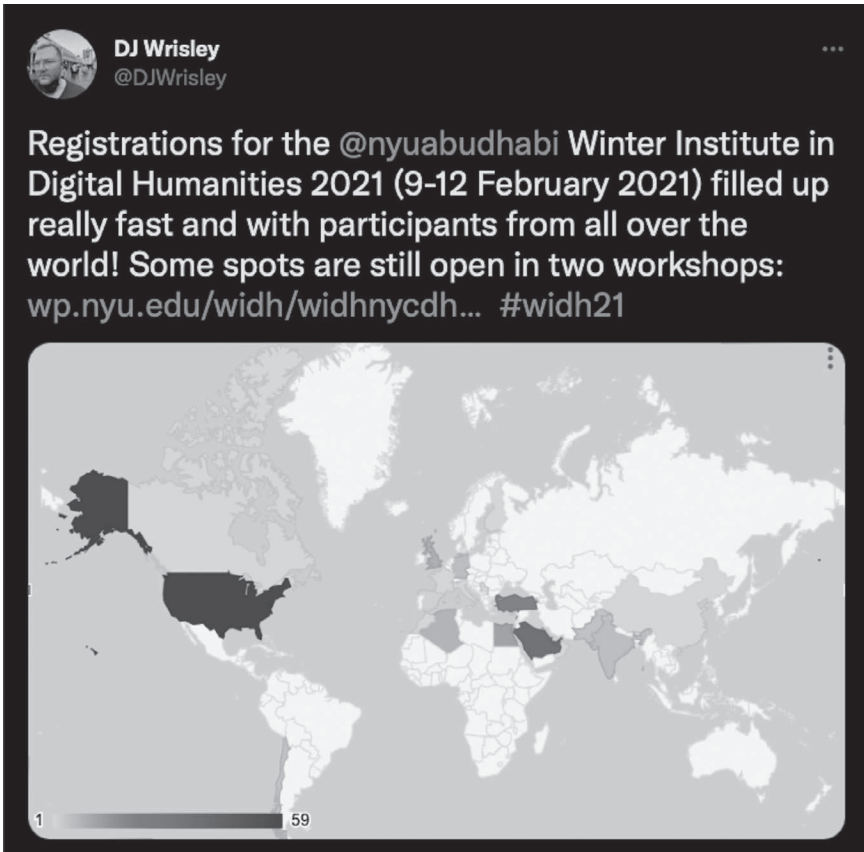 DJ Wrisley
@DJWrisley
Registrations for the @nyuabudhabi Winter Institute in
Digital Humanities 2021 (9-12 February 2021) filled up
really fast and with participants from all over the
world! Some spots are still open in two workshops:
wp.nyu.edu/widh/widhnycdh... #widh21
1 59